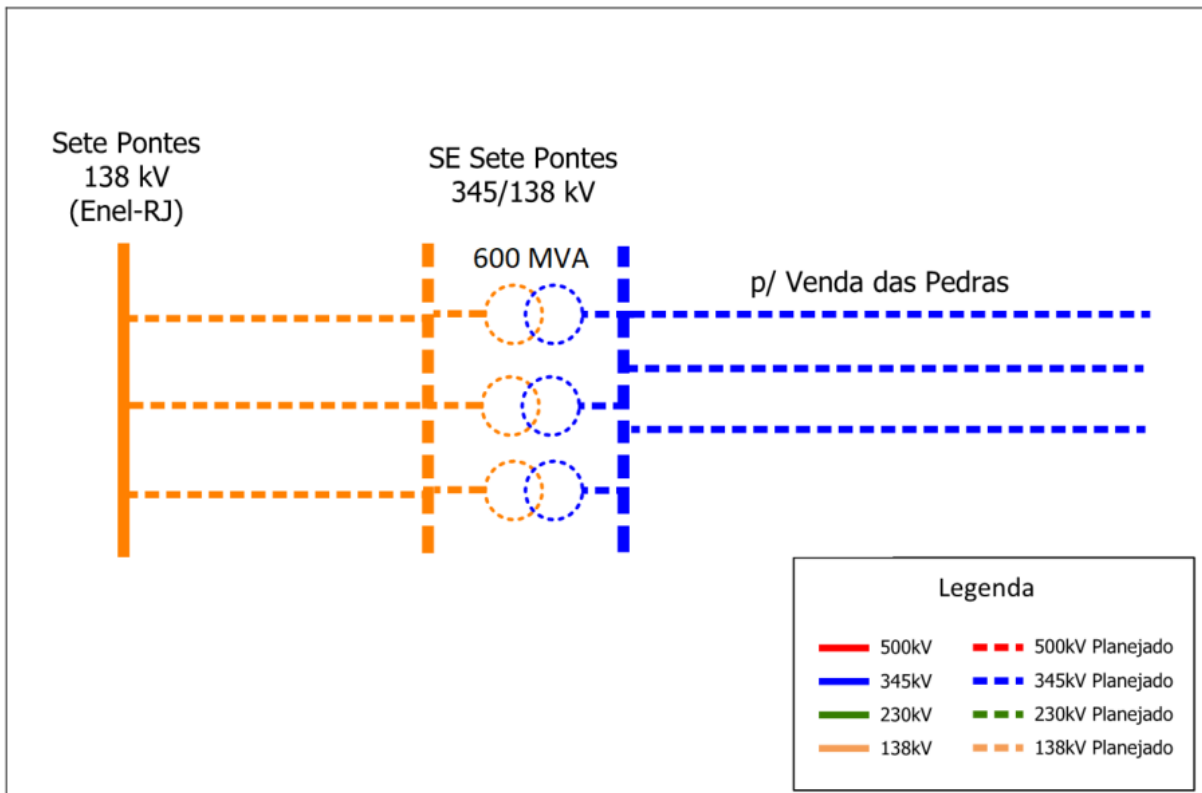 Sete Pontes
138 kV
(Enel-RJ)
SE Sete Pontes
345/138 kV
600 MVA
p/ Venda das Pedras
Legenda
500kV
500kV Planejado
345kV
345kV Planejado
230kV
230kV Planejado
138kV
138kV Planejado